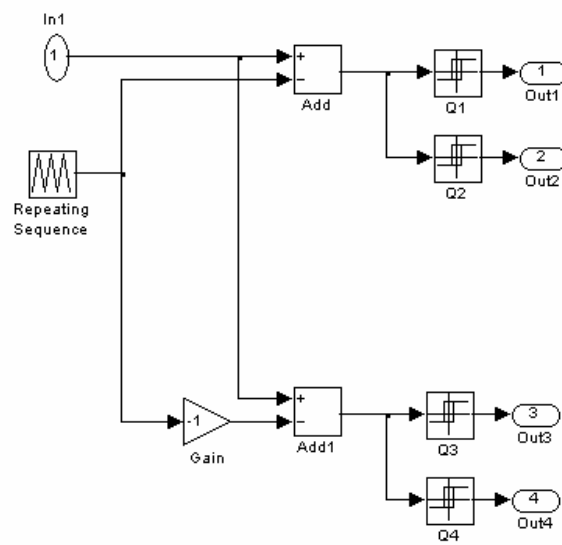 In1
1
+
−
Add
Q1
1
Out1
Q2
2
Out2
Repeating
Sequence
-1
Gain
+
−
Add1
Q3
3
Out3
Q4
4
Out4